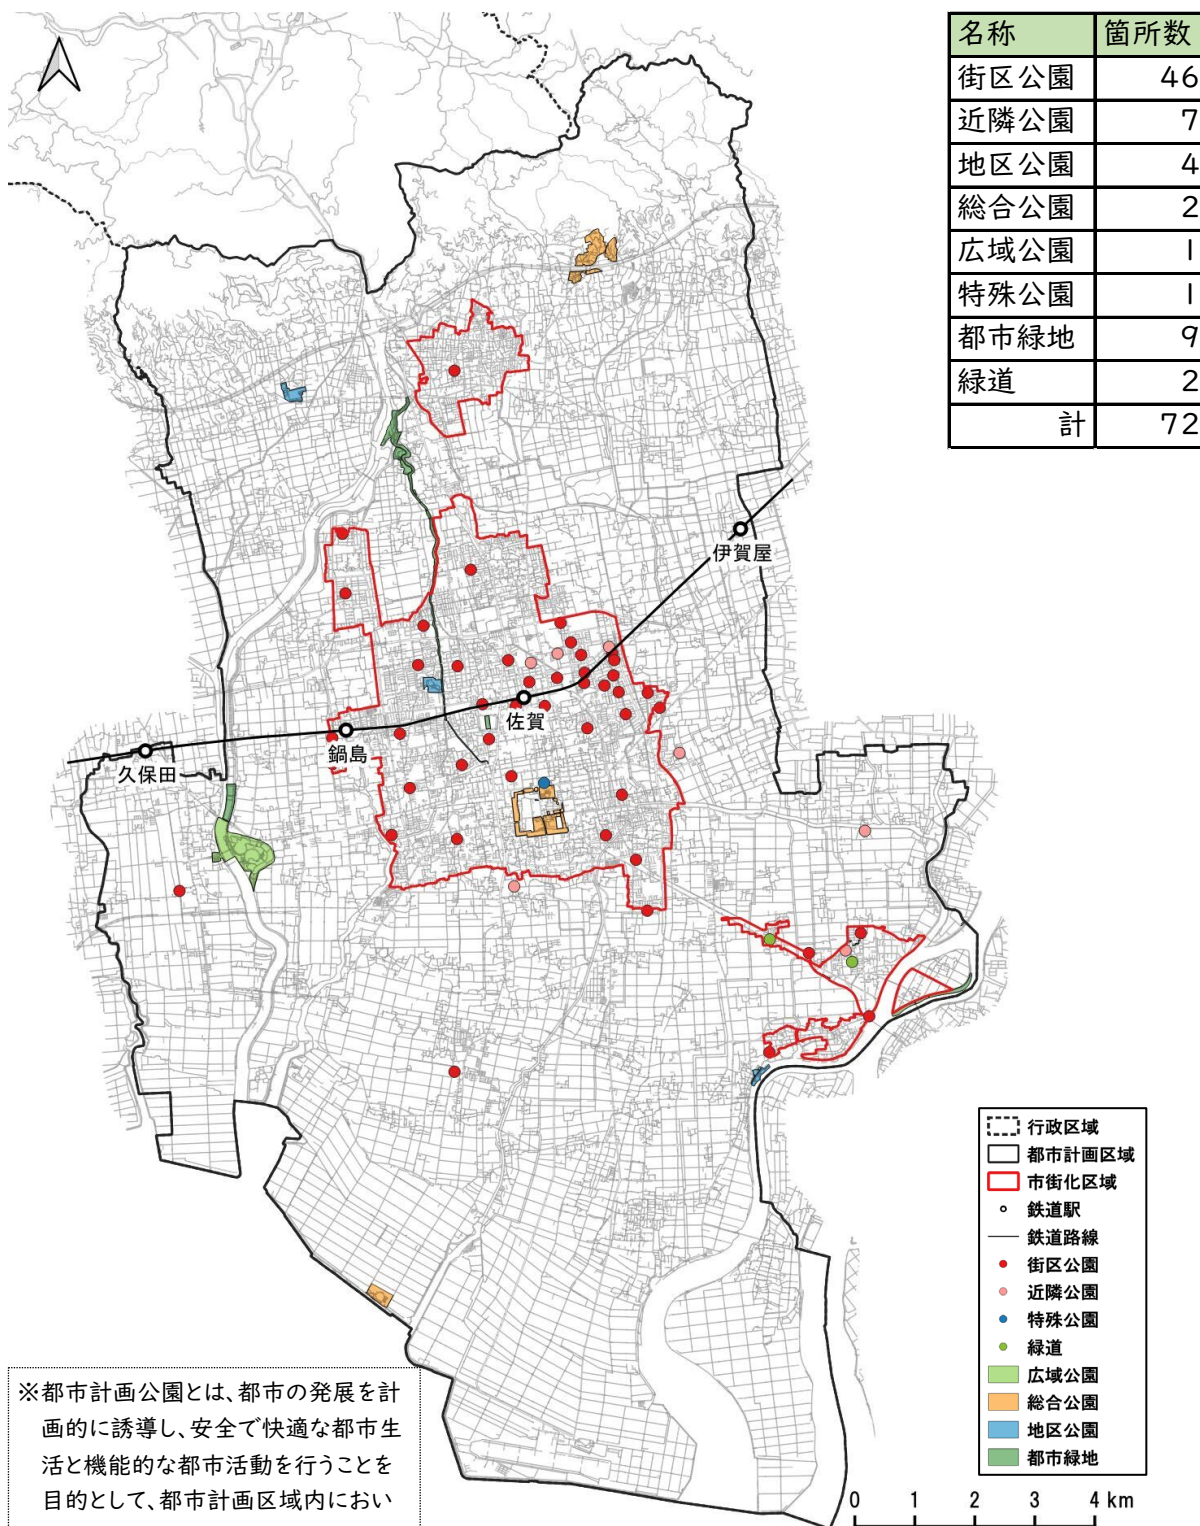 名称 箇所数
街区公園 46
近隣公園 7
地区公園 4
総合公園 2
広域公園 1
特殊公園 1
都市緑地 9
緑道 2
計 72
伊賀屋
佐賀
鍋島
久保田
行政区域
都市計画区域
市街化区域
鉄道駅
鉄道路線
街区公園
近隣公園
特殊公園
緑道
広域公園
総合公園
地区公園
都市緑地
※都市計画公園とは、都市の発展を計
画的に誘導し、安全で快適な都市生
活と機能的な都市活動を行うことを
目的として、都市計画区域内におい
0 1 2 3 4 km